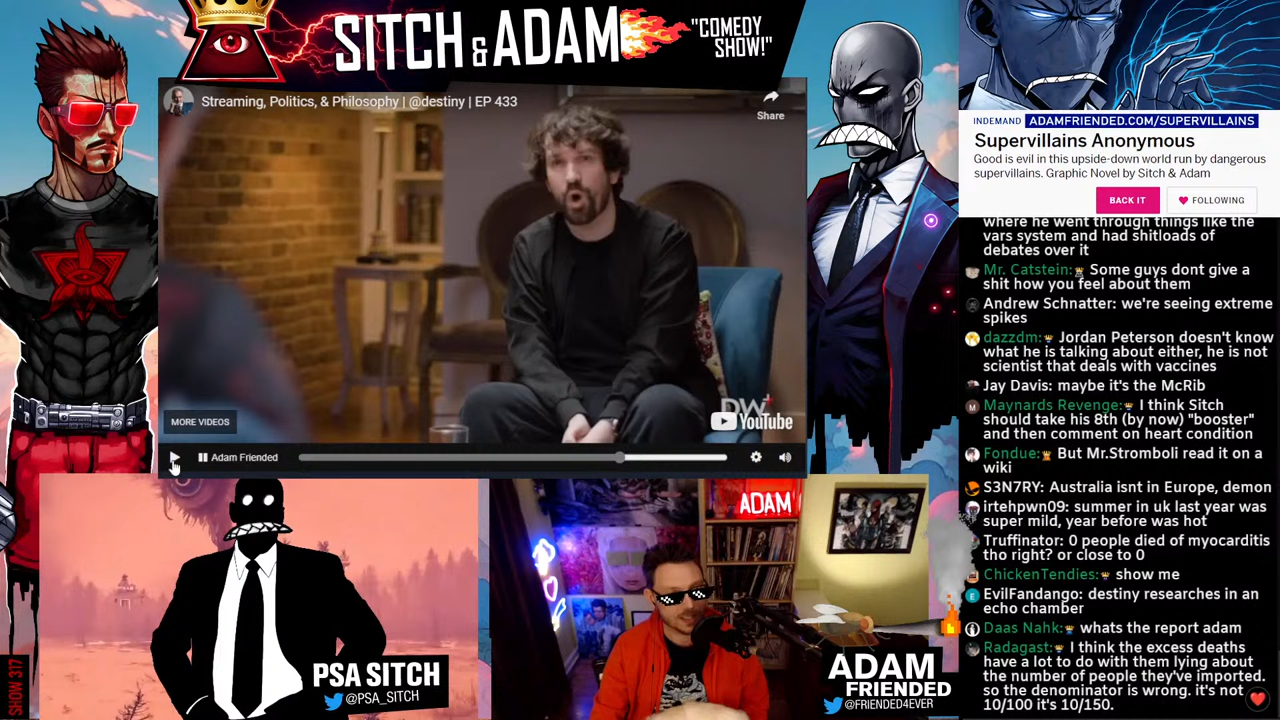 SITCH & ADAM
"COMEDY
SHOW!"
Streaming, Politics, & Philosophy | @destiny | EP 433
Share
MORE VIDEOS
DW+
YouTube
Adam Friended
PSA SITCH
@PSA_SITCH
SHOW 317
ADAM
ADAM
FRIENDED
@FRIENDED4EVER
INDEMAND ADAMFRIENDED.COM/SUPERVILLAINS
Supervillains Anonymous
Good is evil in this upside-down world run by dangerous
supervillains. Graphic Novel by Sitch & Adam
BACK IT
FOLLOWING
where he went through things like the
vars system and had shitloads of
debates over it
Mr. Catstein: Some guys dont give a
shit how you feel about them
Andrew Schnatter: we're seeing extreme
spikes
dazzdm: Jordan Peterson doesn't know
what he is talking about either, he is not
scientist that deals with vaccines
Jay Davis: maybe it's the McRib
Maynards Revenge: I think Sitch
should take his 8th (by now) "booster"
and then comment on heart condition
Fondue: But Mr.Stromboli read it on a
wiki
S3N7RY: Australia isnt in Europe, demon
irtehpwn09: summer in uk last year was
super mild, year before was hot
Truffinator: 0 people died of myocarditis
tho right? or close to 0
ChickenTendies: show me
EvilFandango: destiny researches in an
echo chamber
Daas Nahk: whats the report adam
Radagast: I think the excess deaths
have a lot to do with them lying about
the number of people they've imported.
so the denominator is wrong. it's not
10/100 it's 10/150.